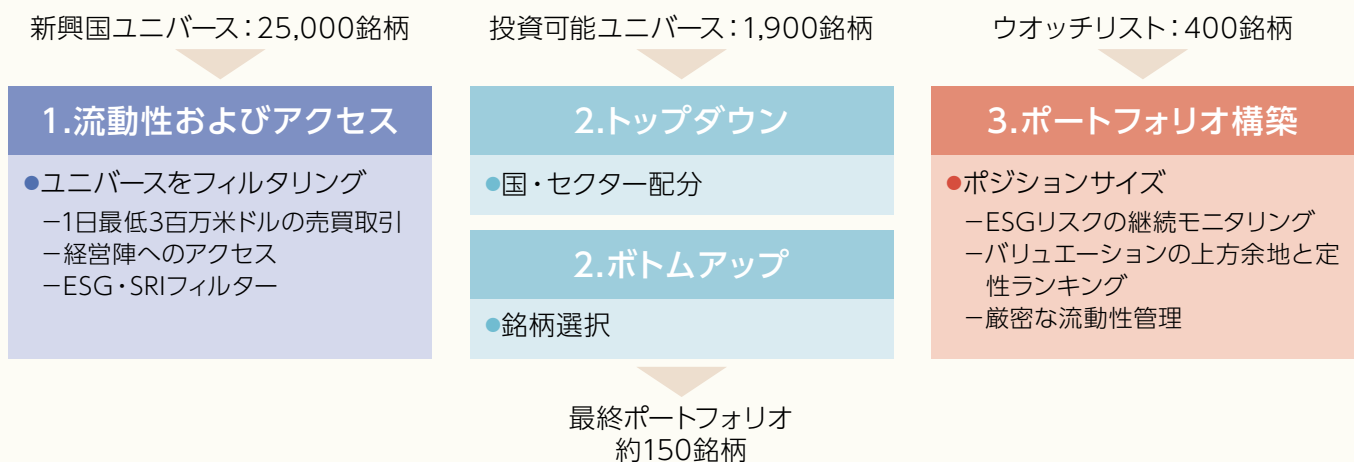 新興国ユニバース：25,000銘柄
1.流動性およびアクセス
●ユニバースをフィルタリング
－1日最低3百万米ドルの売買取引
－経営陣へのアクセス
－ESG・SRIフィルター
投資可能ユニバース：1,900銘柄
2.トップダウン
●国・セクター配分
2.ボトムアップ
●銘柄選択
ウオッチリスト：400銘柄
3.ポートフォリオ構築
●ポジションサイズ
－ESGリスクの継続モニタリング
－バリュエーションの上方余地と定
性ランキング
－厳密な流動性管理
最終ポートフォリオ
約150銘柄